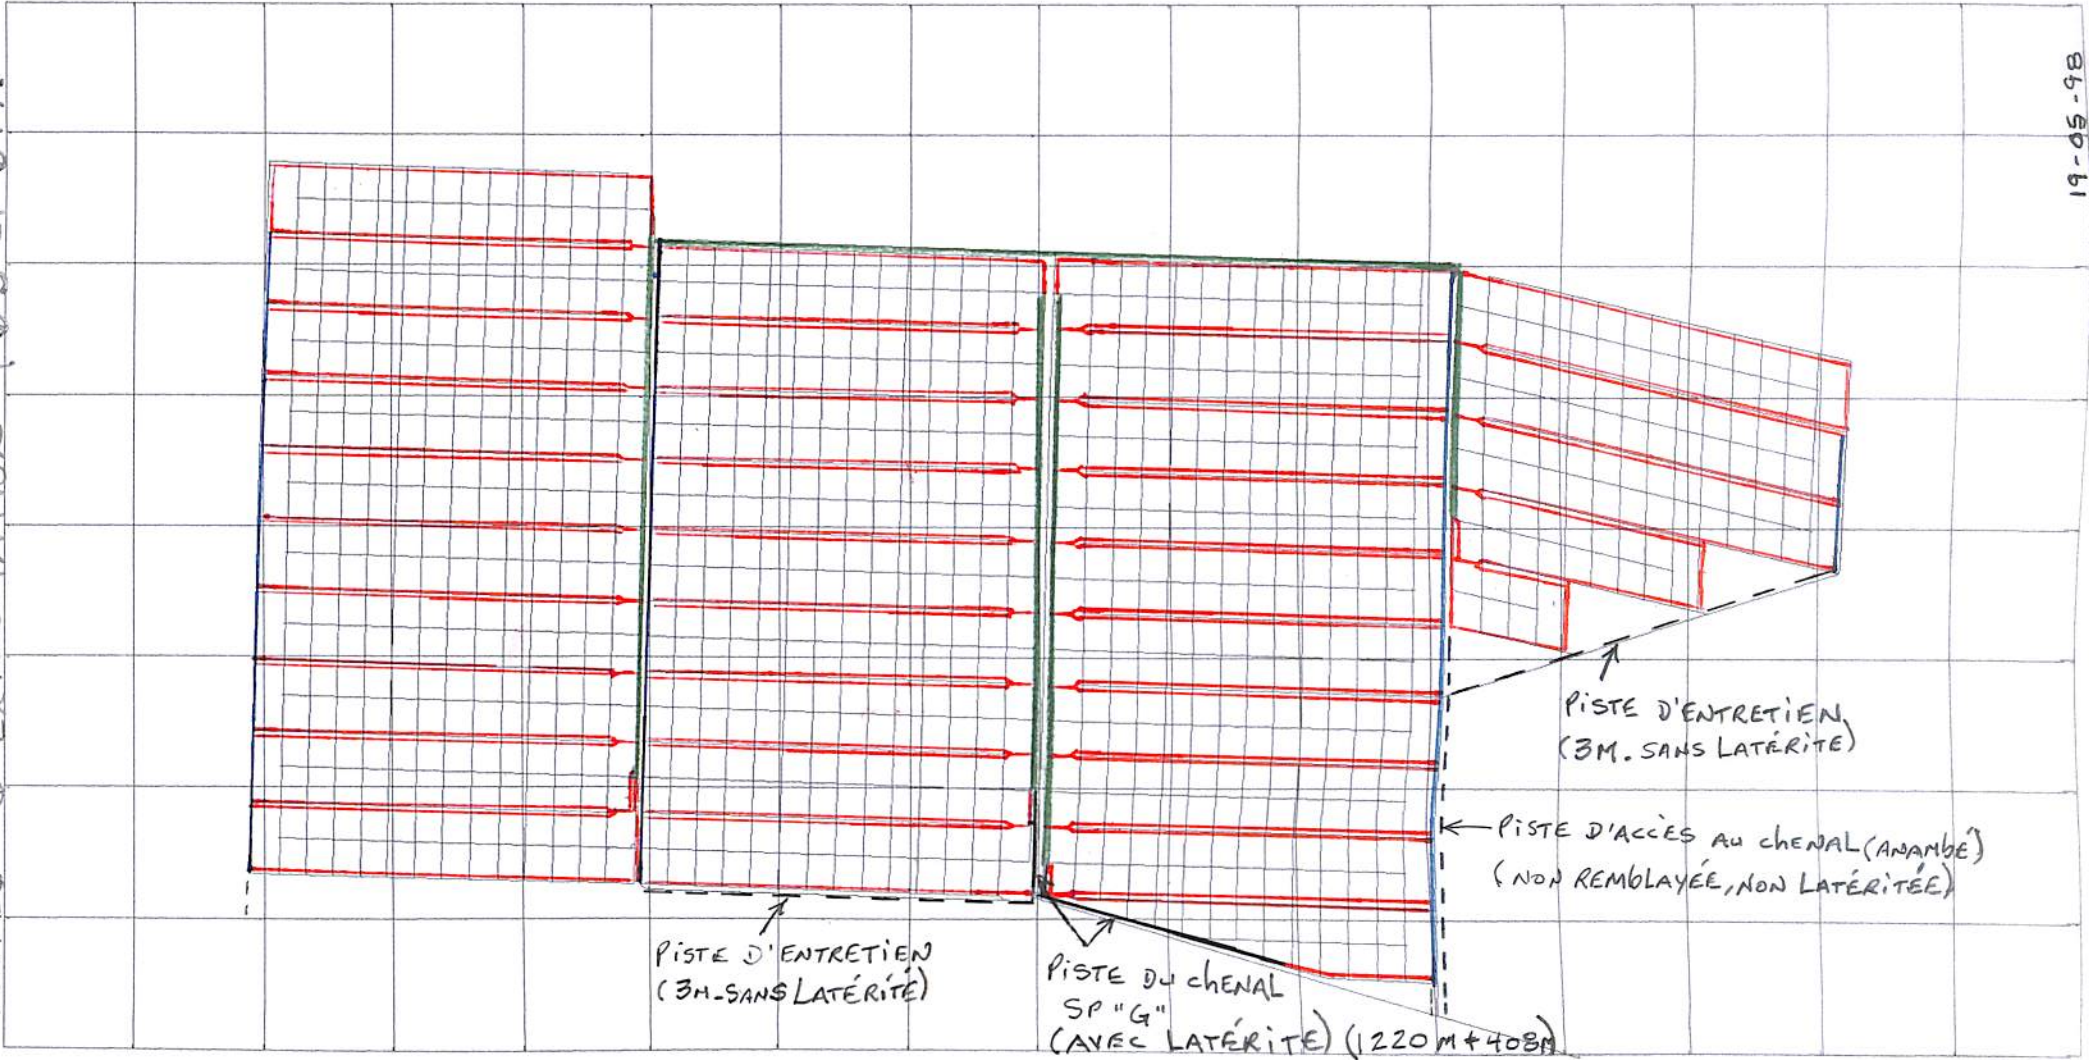 19-05-98
PISTE D'ENTRETIEN
(3M. SANS LATÉRITE)
PISTE D'ACCÈS AU CHENAL (ANAMBÉ)
(NON REMBLAYÉE, NON LATÉRITÉE)
PISTE D'ENTRETIEN
(3M-SANS LATÉRITÉ)
PISTE DU CHENAL
SP "G"
(AVEC LATÉRITE) (1220 M + 408M)